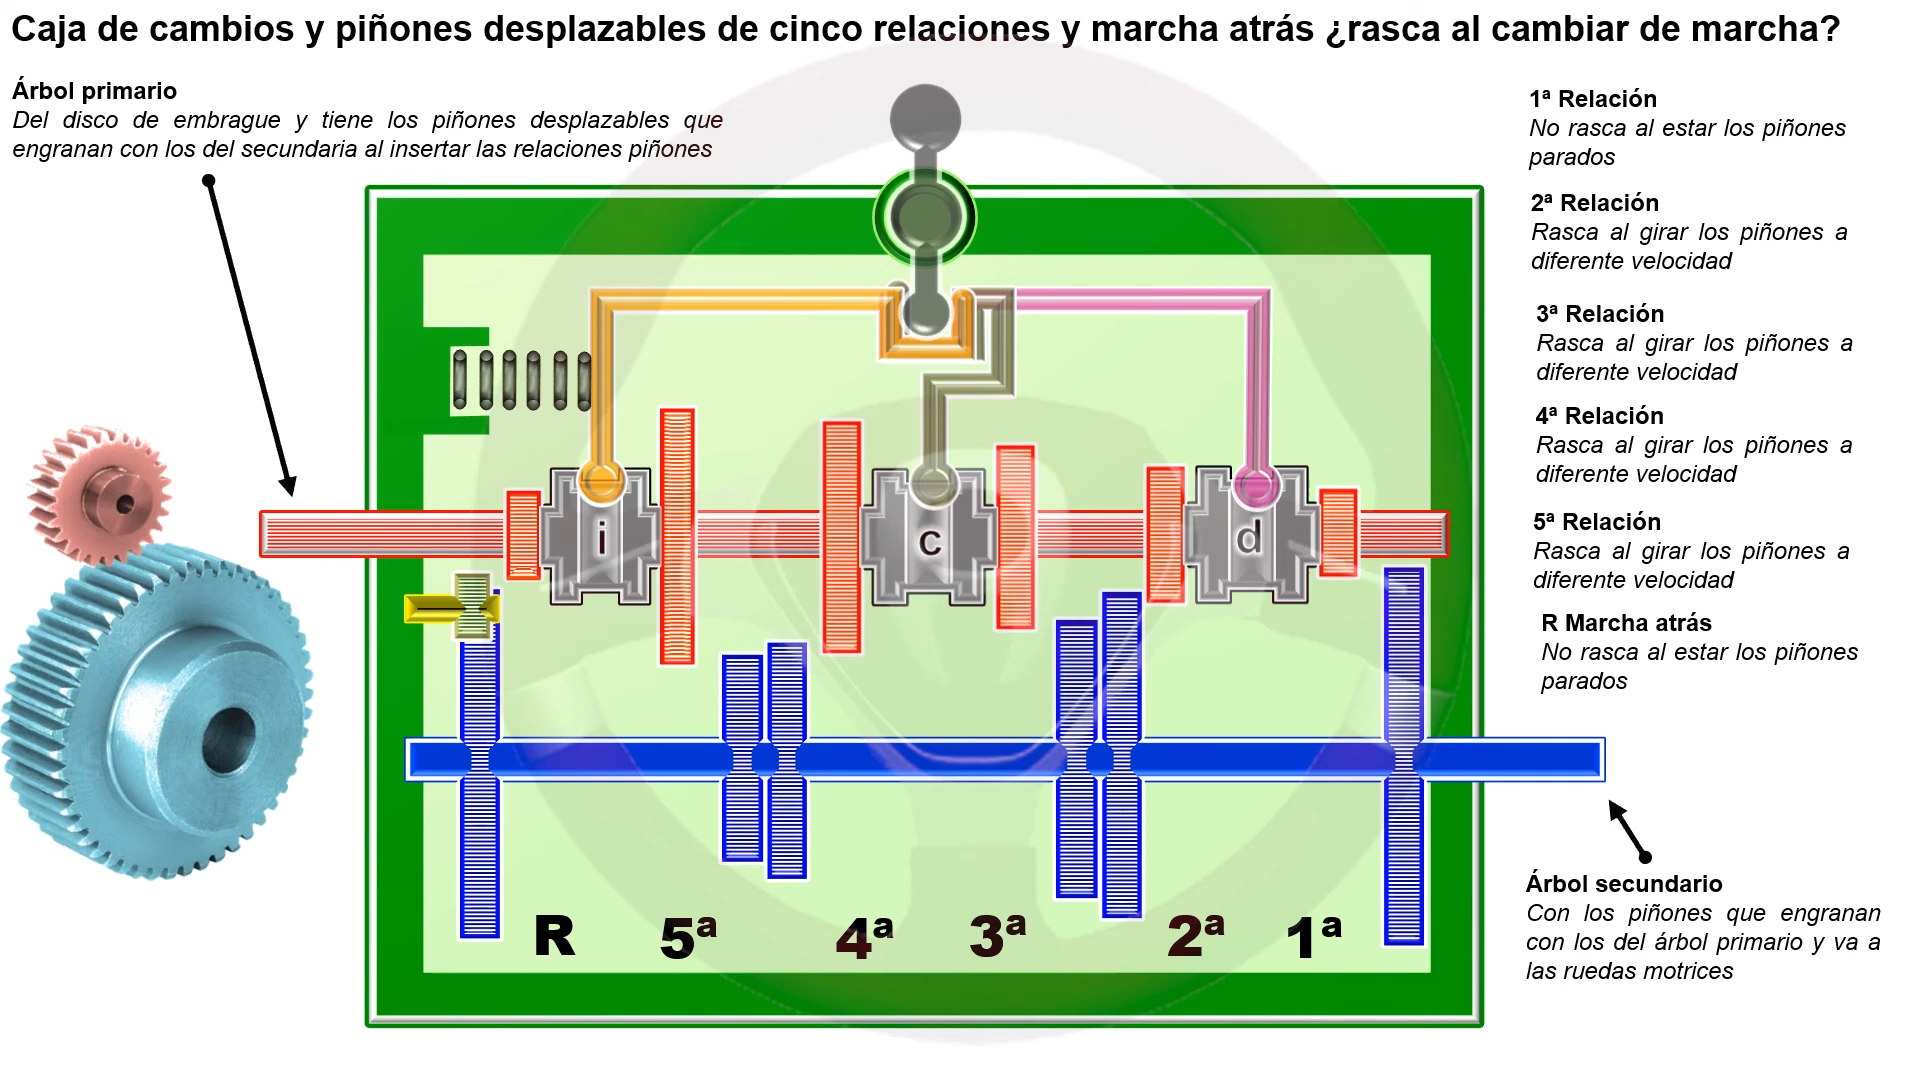 Caja de cambios y piñones desplazables de cinco relaciones y marcha atrás ¿rasca al cambiar de marcha?
Árbol primario
Del disco de embrague y tiene los piñones desplazables que
engranan con los del secundaria al insertar las relaciones piñones
1ª Relación
No rasca al estar los piñones
parados
2ª Relación
Rasca al girar los piñones a
diferente velocidad
3ª Relación
Rasca al girar los piñones a
diferente velocidad
4ª Relación
Rasca al girar los piñones a
diferente velocidad
5ª Relación
Rasca al girar los piñones a
diferente velocidad
R Marcha atrás
No rasca al estar los piñones
parados
i c d
R 5ª 4ª 3ª 2ª 1ª
Árbol secundario
Con los piñones que engranan
con los del árbol primario y va a
las ruedas motrices